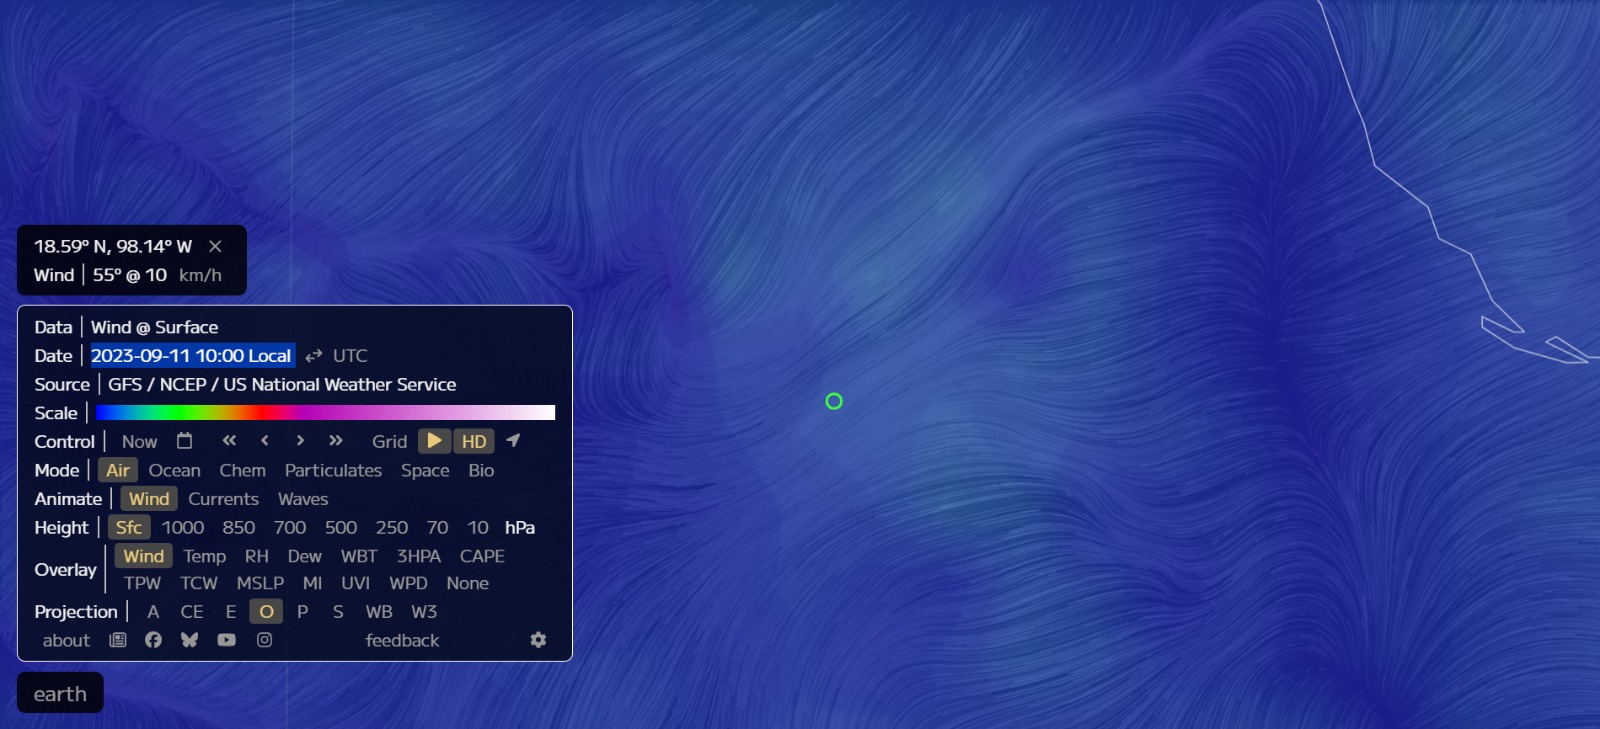 18.59° N, 98.14° W ×
Wind | 55° @ 10 km/h
Data | Wind @ Surface
Date | 2023-09-11 10:00 Local ⇄ UTC
Source | GFS / NCEP / US National Weather Service
Scale |
Control | Now « ‹ › » Grid HD
Mode | Air Ocean Chem Particulates Space Bio
Animate | Wind Currents Waves
Height | Sfc 1000 850 700 500 250 70 10 hPa
Overlay | Wind Temp RH Dew WBT 3HPA CAPE
TPW TCW MSLP MI UVI WPD None
Projection | A CE E O P S WB W3
about feedback
earth